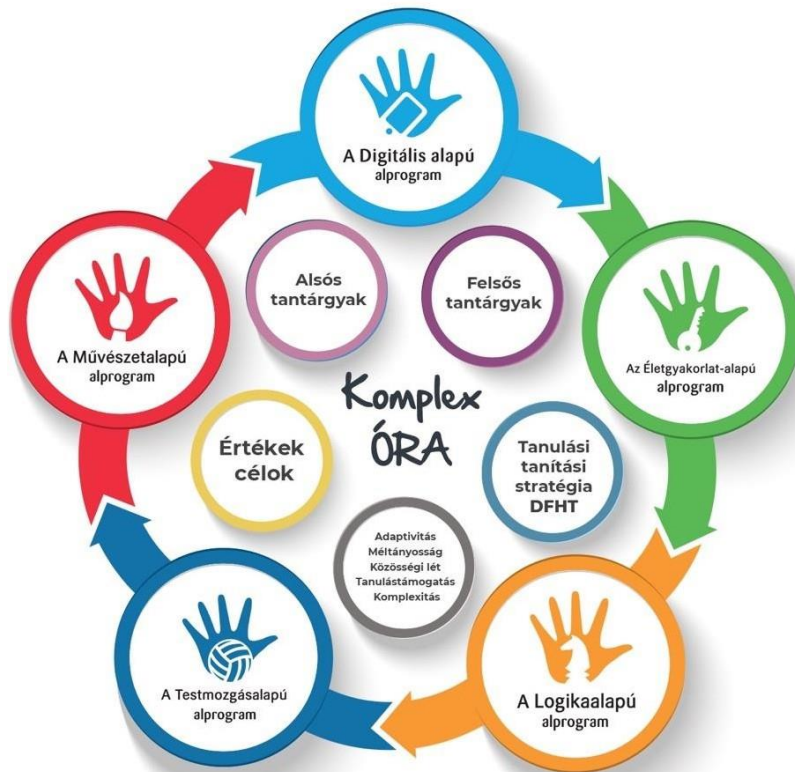 A Digitális alapú
alprogram
Alsós
tantárgyak
Felsős
tantárgyak
A Művészetalapú
alprogram
Az Életgyakorlat-alapú
alprogram
Komplex
ÓRA
Értékek
célok
Tanulási
tanítási
stratégia
DFHT
Adaptivitás
Méltányosság
Közösségi lét
Tanulástámogatás
Komplexitás
A Testmozgásalapú
alprogram
A Logikaalapú
alprogram